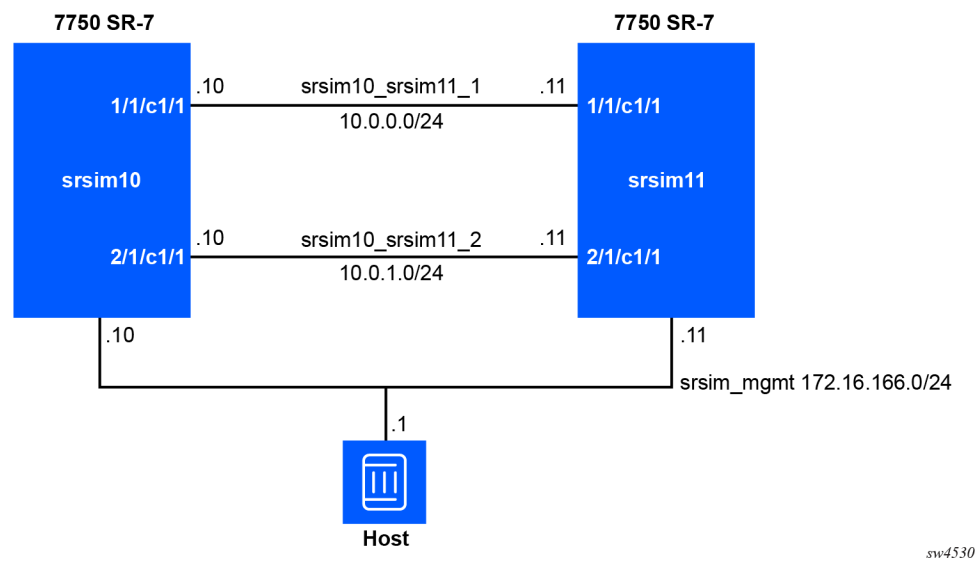 7750 SR-7
7750 SR-7
.10
srsim10_srsim11_1
.11
1/1/c1/1
10.0.0.0/24
1/1/c1/1
srsim10
srsim11
.10
srsim10_srsim11_2
.11
2/1/c1/1
10.0.1.0/24
2/1/c1/1
.10
.11
srsim_mgmt 172.16.166.0/24
.1
Host
sw4530